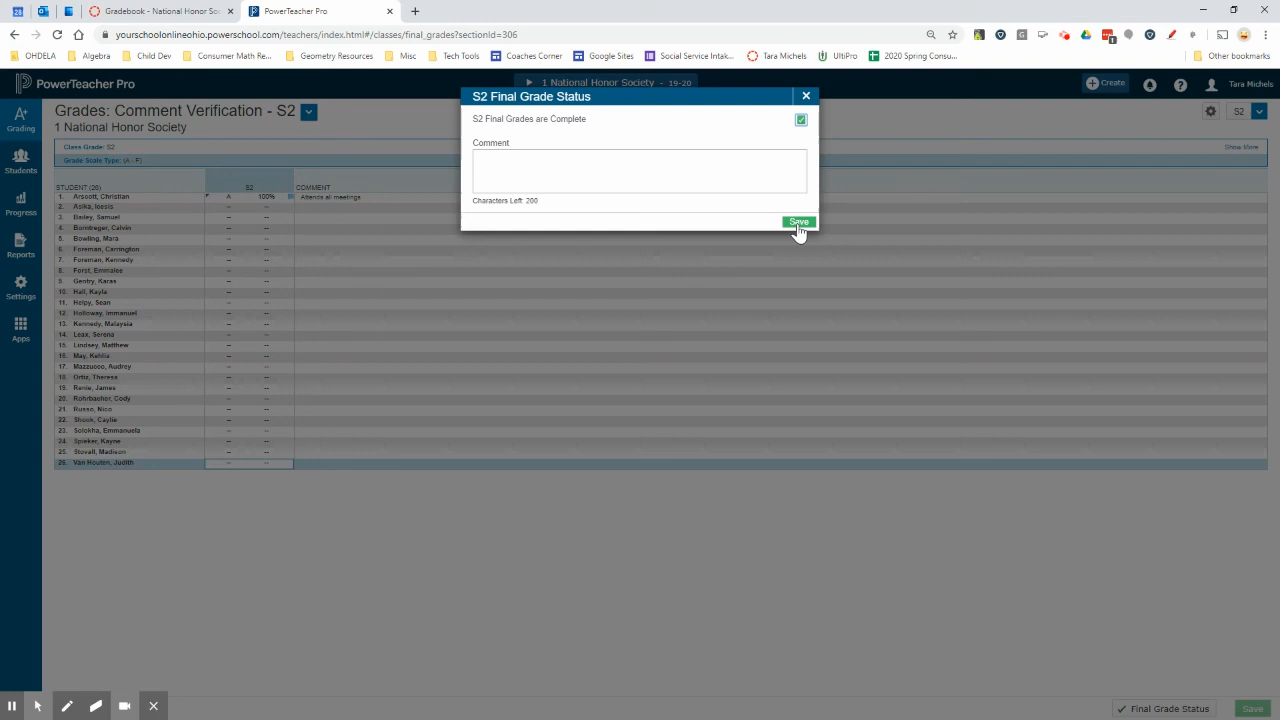 Gradebook - National Honor Soc
PowerTeacher Pro
yourschoolonlineohio.powerschool.com/teachers/index.html#/classes/final_grades?sectionId=306
OHDELA
Algebra
Child Dev
Consumer Math Re...
Geometry Resources
Misc
Tech Tools
Coaches Corner
Google Sites
Social Service Intak...
Tara Michels
UltiPro
2020 Spring Consu...
Other bookmarks
PowerTeacher Pro
1 National Honor Society - 19-20
Create
Tara Michels
Grading
Students
Progress
Reports
Settings
Apps
Grades: Comment Verification - S2
S2
1 National Honor Society
Class Grade: S2
Show More
Grade Scale Type: (A - F)
STUDENT (26) S2 COMMENT
1. Arscott, Christian A 100% Attends all meetings
2. Asika, Ieesis -- --
3. Bailey, Samuel -- --
4. Borntreger, Calvin -- --
5. Bowling, Mara -- --
6. Foreman, Carrington -- --
7. Foreman, Kennedy -- --
8. Forst, Emmalee -- --
9. Gentry, Karas -- --
10. Hall, Kayla -- --
11. Helpy, Sean -- --
12. Holloway, Immanuel -- --
13. Kennedy, Malaysia -- --
14. Leax, Serena -- --
15. Lindsey, Matthew -- --
16. May, Kahlia -- --
17. Mazzucco, Audrey -- --
18. Ortiz, Theresa -- --
19. Renie, James -- --
20. Rohrbacher, Cody -- --
21. Russo, Nico -- --
22. Shook, Caylie -- --
23. Solokha, Emmanuela -- --
24. Spieker, Kayne -- --
25. Stovall, Madison -- --
26. Van Houten, Judith -- --
S2 Final Grade Status
S2 Final Grades are Complete
Comment
Characters Left: 200
Save
Final Grade Status
Save